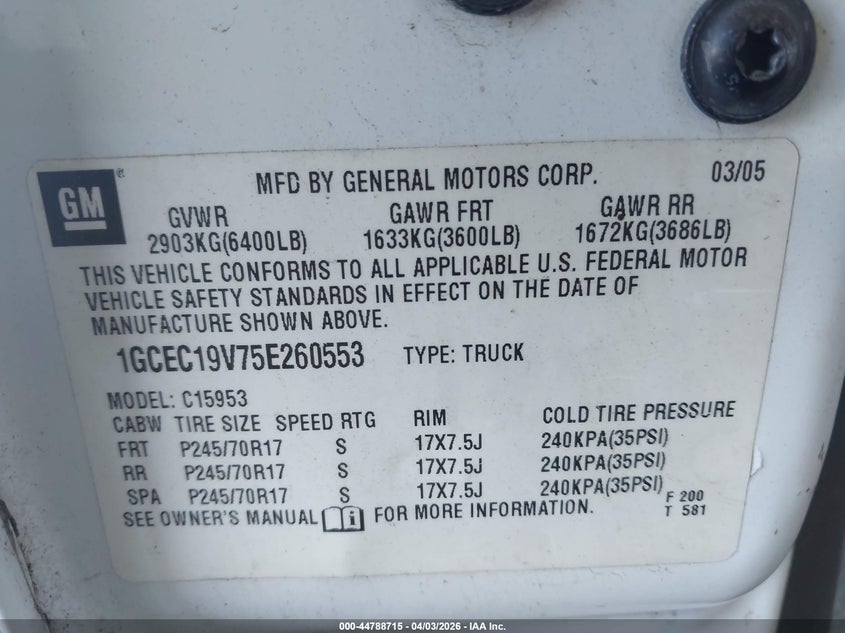 GM®
MFD BY GENERAL MOTORS CORP. 03/05
GVWR GAWR FRT GAWR RR
2903KG(6400LB) 1633KG(3600LB) 1672KG(3686LB)
THIS VEHICLE CONFORMS TO ALL APPLICABLE U.S. FEDERAL MOTOR
VEHICLE SAFETY STANDARDS IN EFFECT ON THE DATE OF
MANUFACTURE SHOWN ABOVE.
1GCEC19V75E260553 TYPE: TRUCK
MODEL: C15953
CABW TIRE SIZE SPEED RTG RIM COLD TIRE PRESSURE
FRT P245/70R17 S 17X7.5J 240KPA(35PSI)
RR P245/70R17 S 17X7.5J 240KPA(35PSI)
SPA P245/70R17 S 17X7.5J 240KPA(35PSI)
SEE OWNER'S MANUAL i FOR MORE INFORMATION.
F 200
T 581
000-44788715 - 04/03/2026 - IAA Inc.